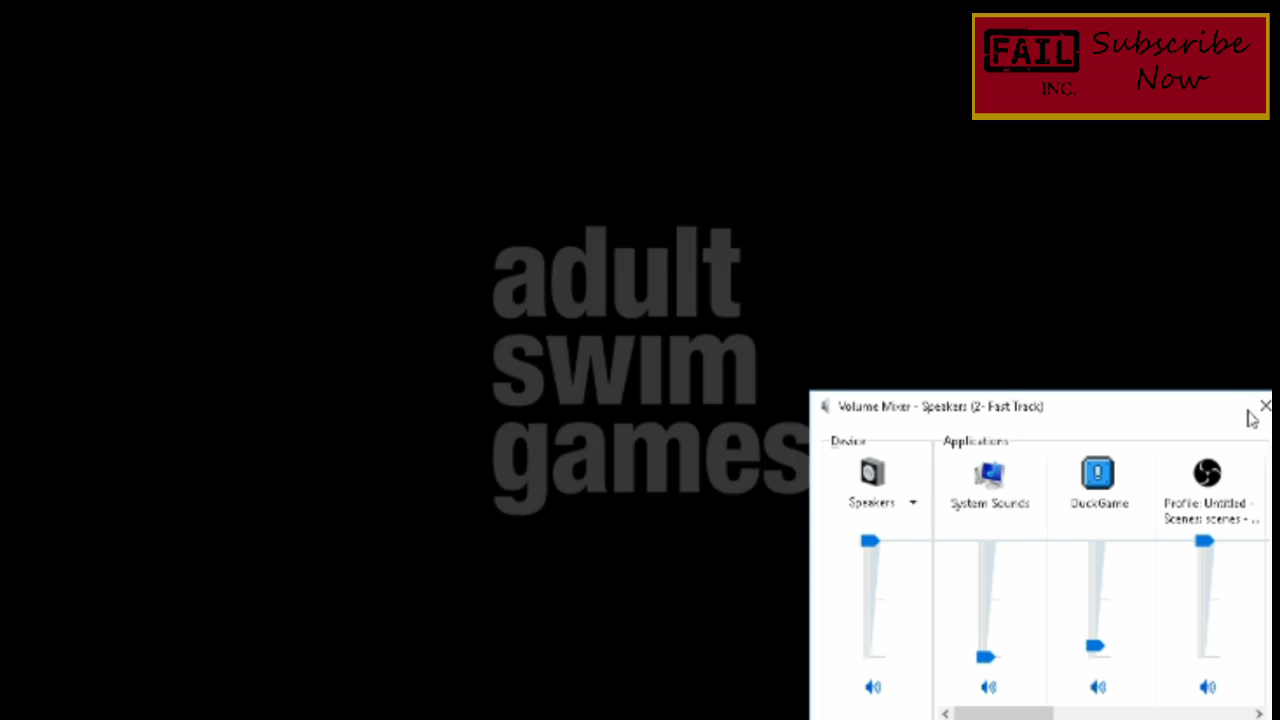 FAIL
INC.
Subscribe
Now
adult
swim
games
Volume Mixer - Speakers (2- Fast Track)
Device
Applications
Speakers
System Sounds
DuckGame
Profile: Untitled -
Scenes: scenes - ...